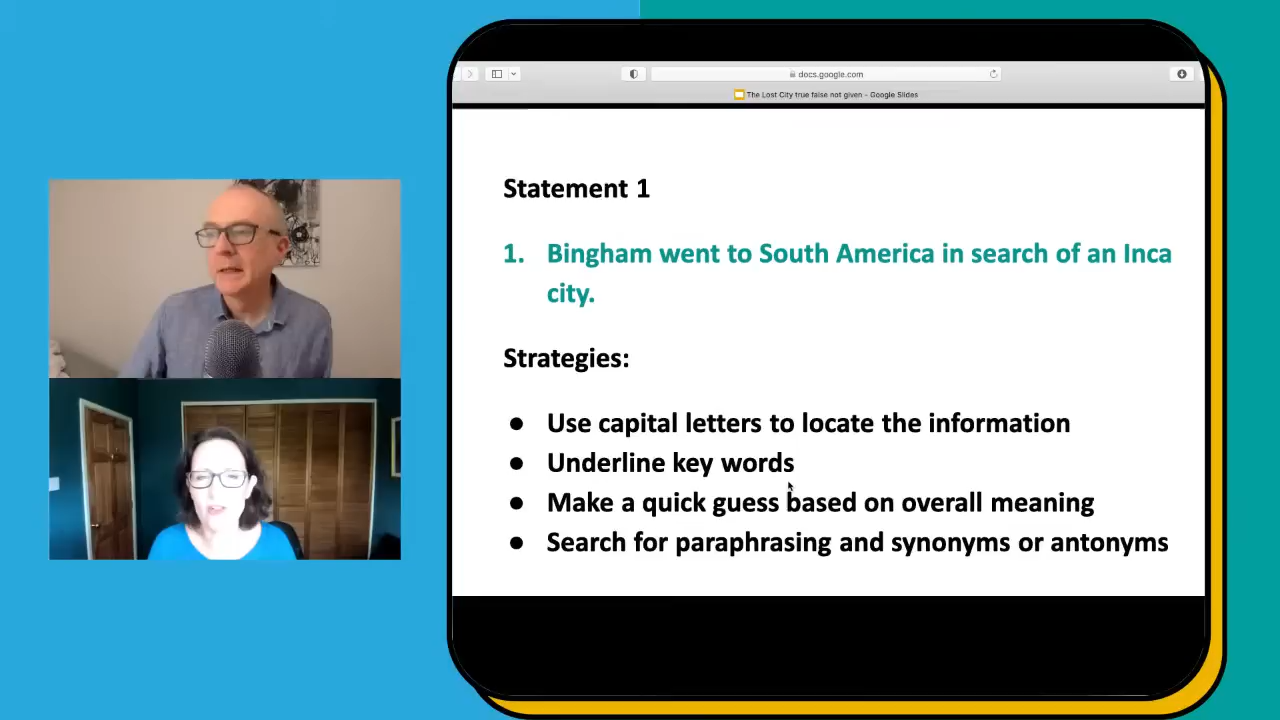 docs.google.com
The Lost City true false not given - Google Slides
Statement 1
1. Bingham went to South America in search of an Inca
city.
Strategies:
● Use capital letters to locate the information
● Underline key words
● Make a quick guess based on overall meaning
● Search for paraphrasing and synonyms or antonyms